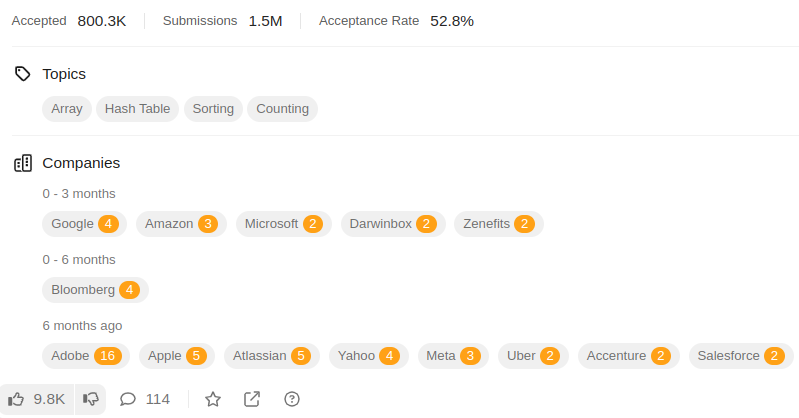 Accepted 800.3K Submissions 1.5M Acceptance Rate 52.8%
Topics
Array Hash Table Sorting Counting
Companies
0 - 3 months
Google 4 Amazon 3 Microsoft 2 Darwinbox 2 Zenefits 2
0 - 6 months
Bloomberg 4
6 months ago
Adobe 16 Apple 5 Atlassian 5 Yahoo 4 Meta 3 Uber 2 Accenture 2 Salesforce 2
9.8K 114